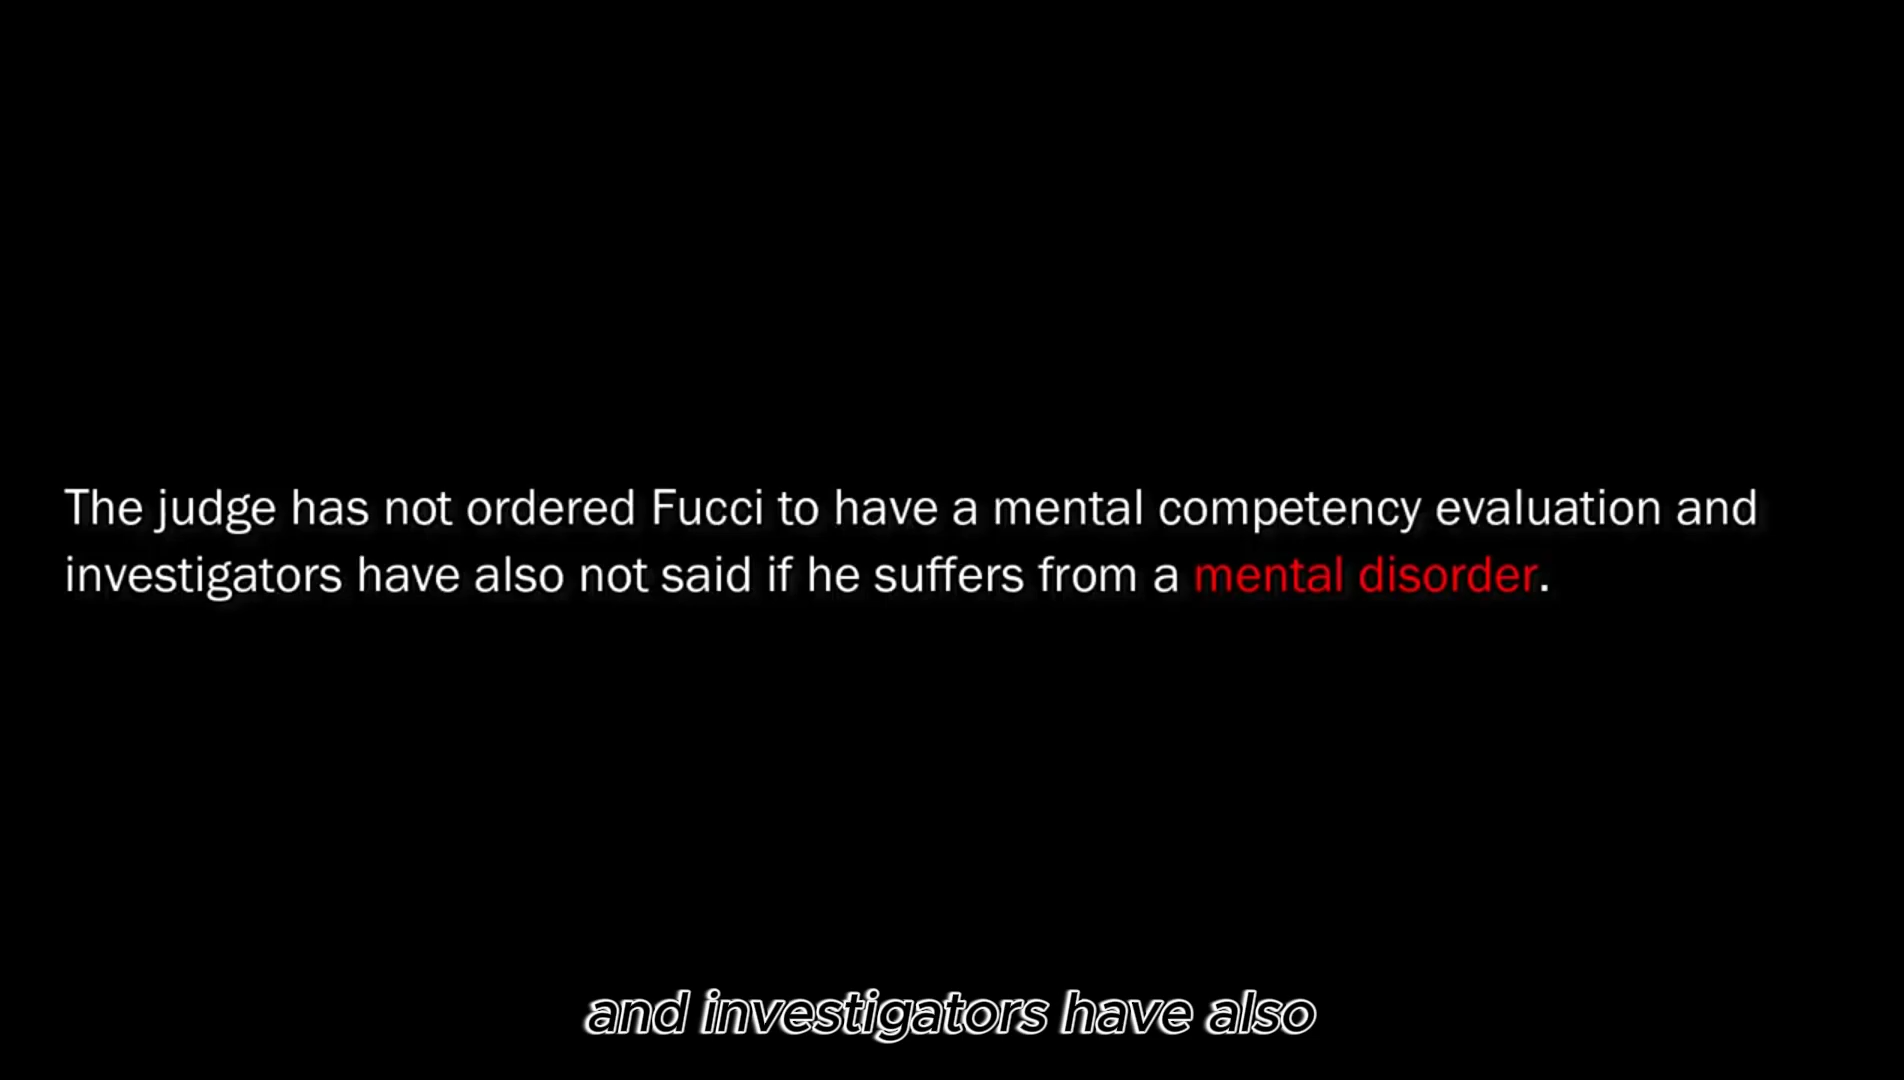 The judge has not ordered Fucci to have a mental competency evaluation and
investigators have also not said if he suffers from a mental disorder.
and investigators have also